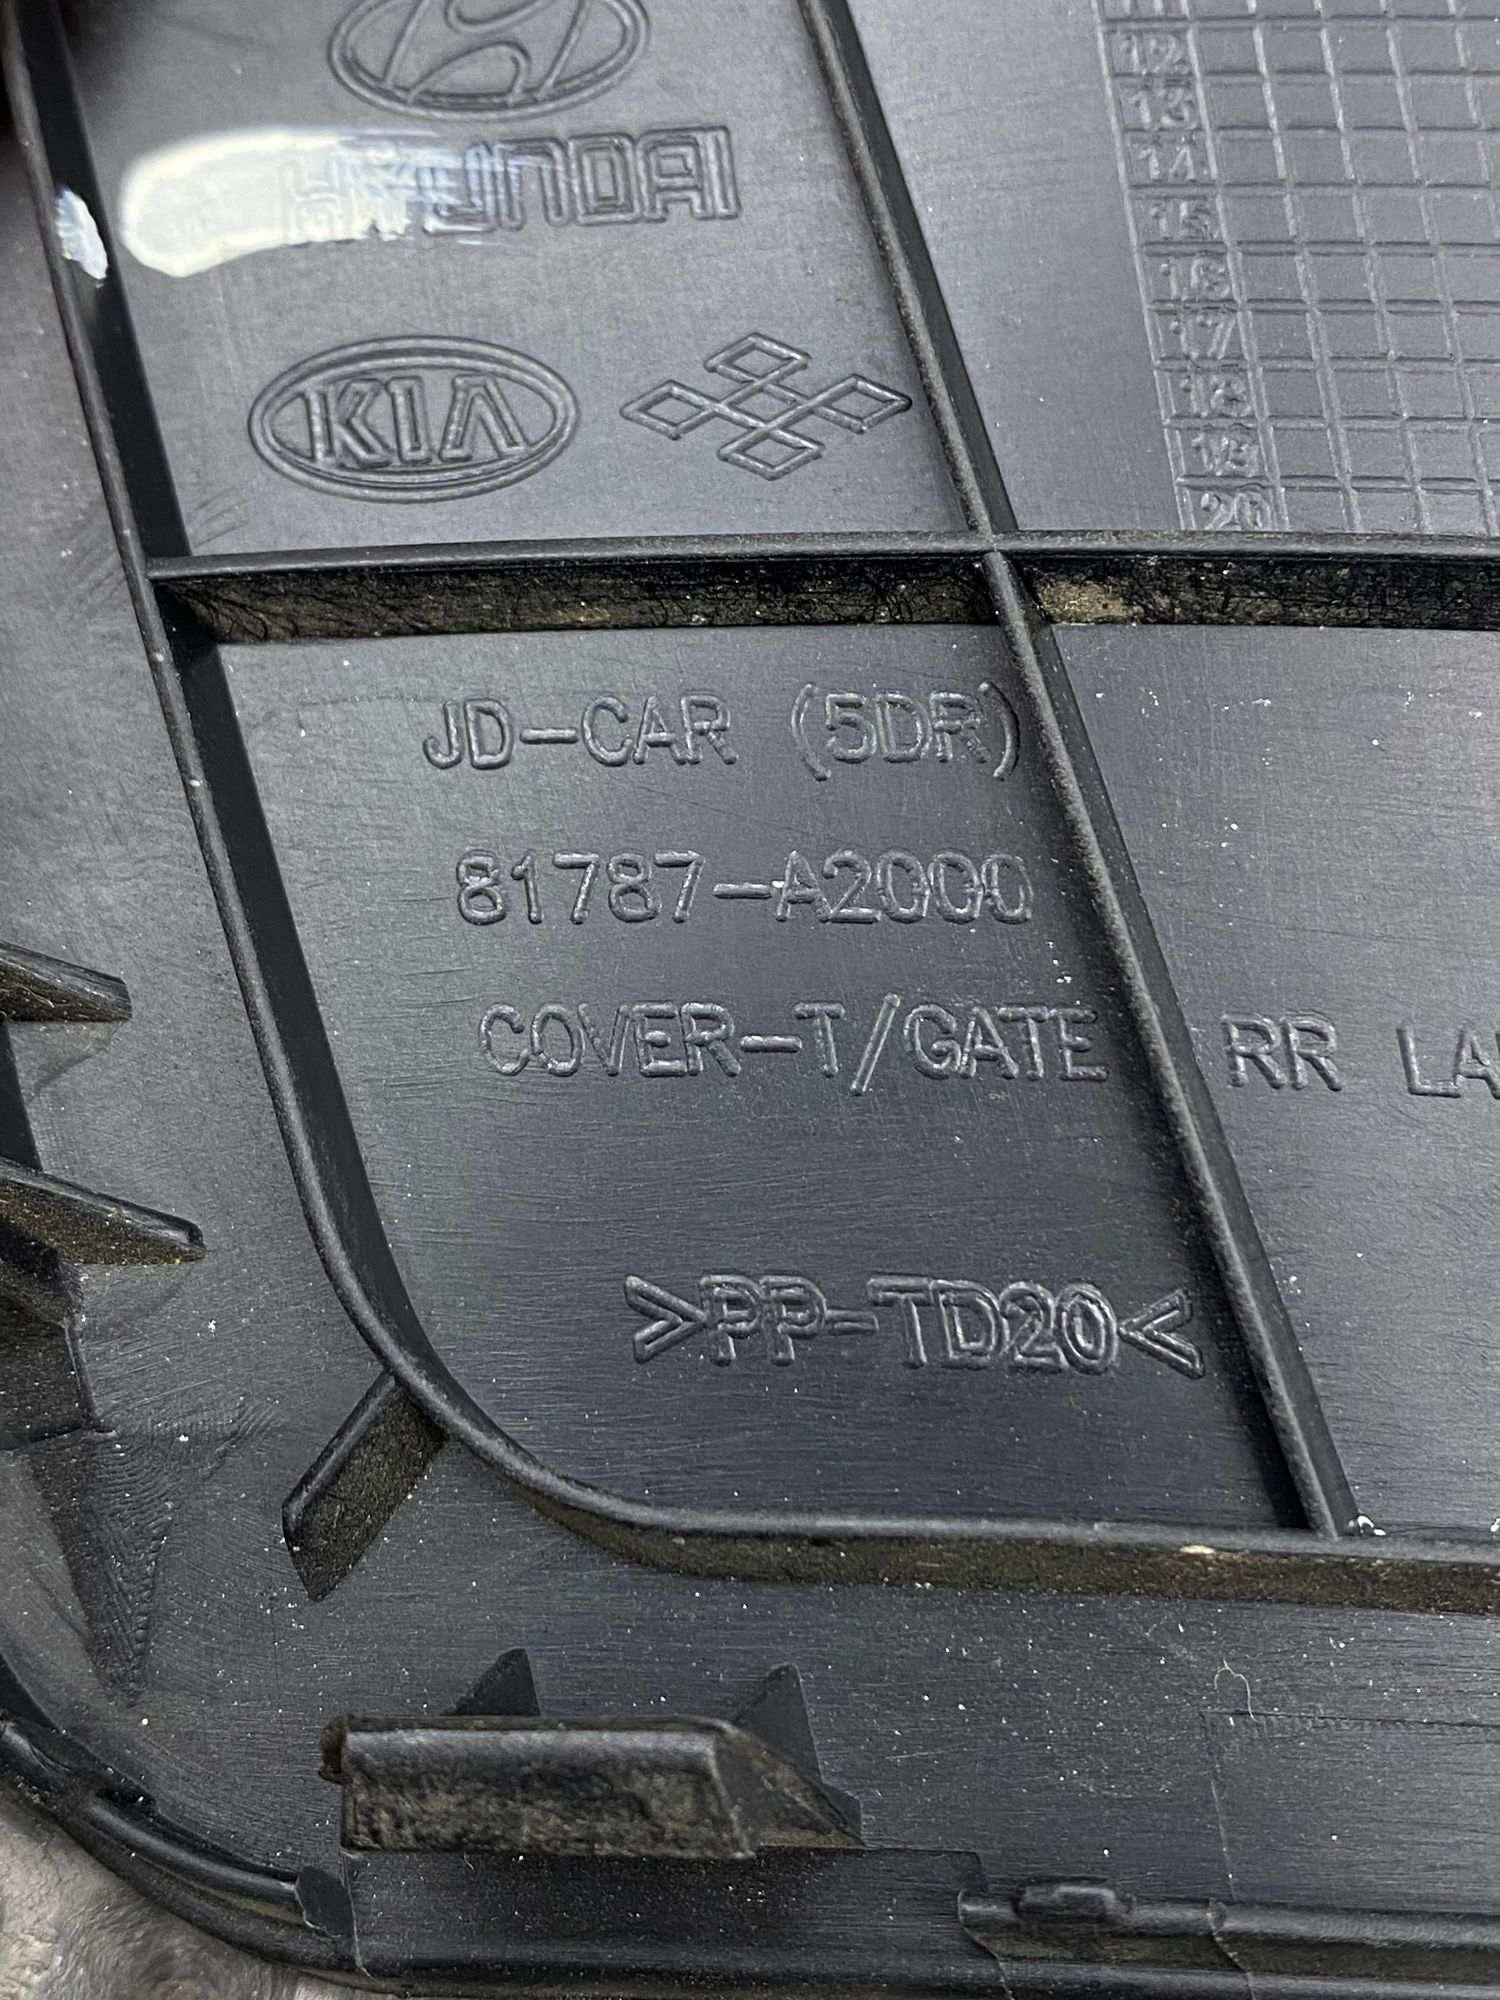 12
13
14
HYUNDAI
15
16
17
KIA
18
19
20
JD-CAR (5DR)
81787-A2000
COVER-T/GATE RR LA
>PP-TD20<